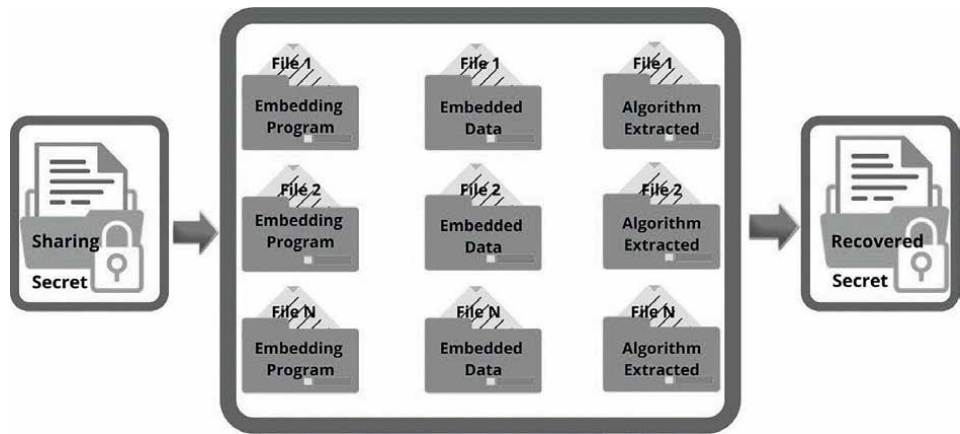 Sharing
Secret
File 1
Embedding
Program
File 1
Embedded
Data
File 1
Algorithm
Extracted
File 2
Embedding
Program
File 2
Embedded
Data
File 2
Algorithm
Extracted
File N
Embedding
Program
File N
Embedded
Data
File N
Algorithm
Extracted
Recovered
Secret